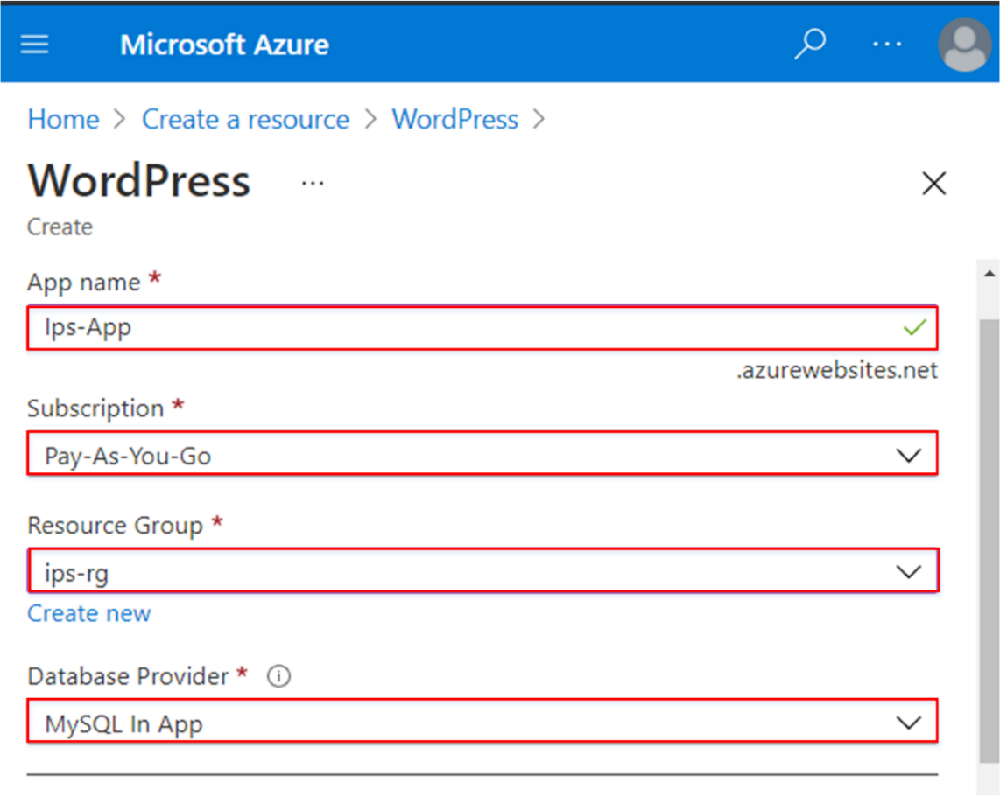 Microsoft Azure
Home > Create a resource > WordPress >
WordPress ...
Create
App name *
Ips-App
.azurewebsites.net
Subscription *
Pay-As-You-Go
Resource Group *
ips-rg
Create new
Database Provider *
MySQL In App